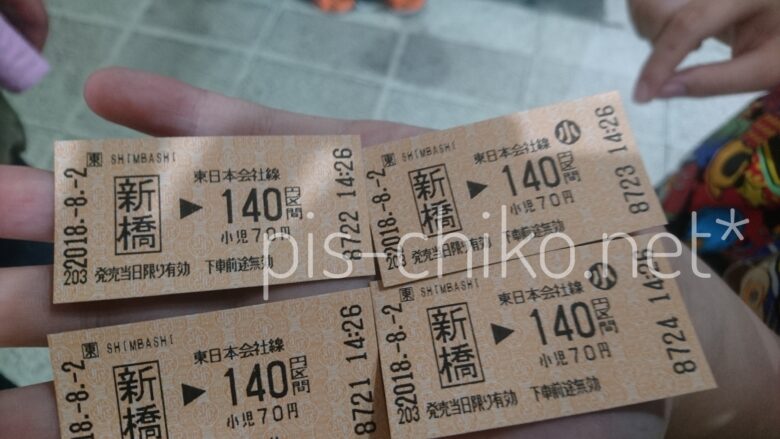 東 SHIMBASHI
東日本会社線
新橋 ▶ 140円区間
小児70円
2018.-8.-2
203 発売当日限り有効 下車前途無効
8722 14:26
東 SHIMBASHI
東日本会社線 小
新橋 ▶ 140円区間
小児70円
2018.-8.-2
203 発売当日限り有効 下車前途無効
8723 14:26
東 SHIMBASHI
東日本会社線
新橋 ▶ 140円区間
小児70円
18.-8.-2
8721 14:26
東 SHIMBASHI
東日本会社線 小
新橋 ▶ 140円区間
小児70円
2018.-8.-2
203 発売当日限り有効 下車前途無効
8724 14:26
pis-chiko.net*